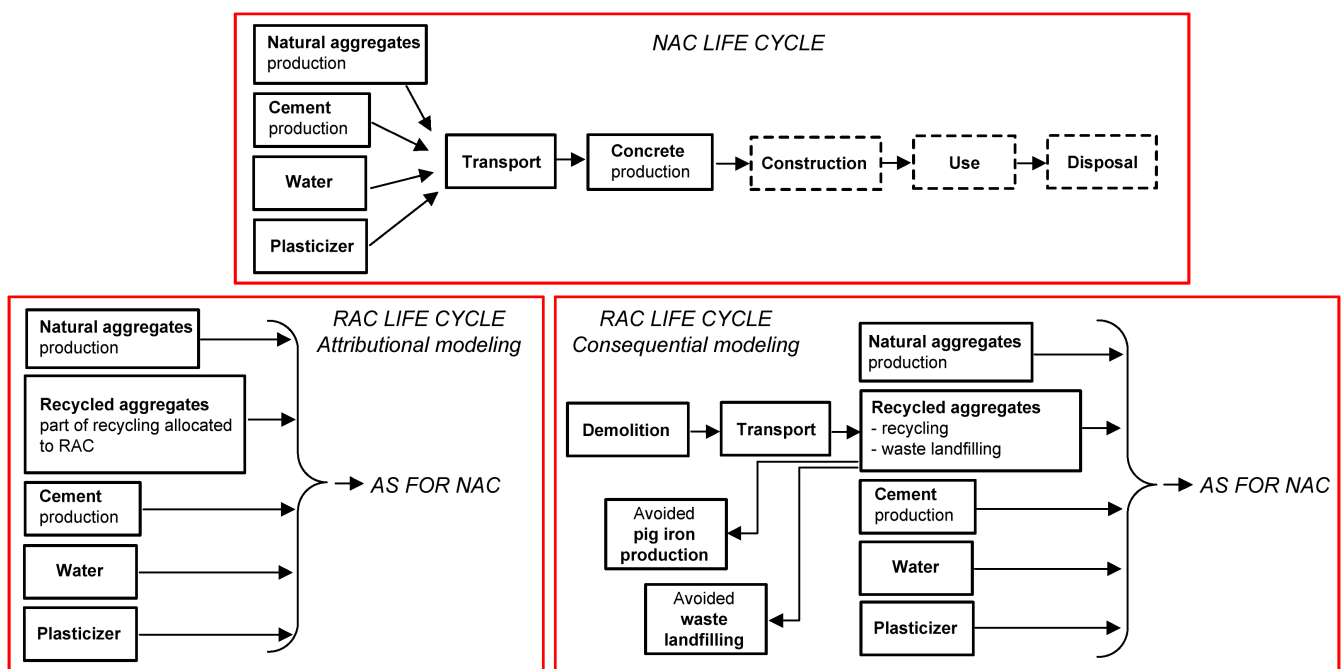 NAC LIFE CYCLE
Natural aggregates
production
Cement
production
Water
Plasticizer
Transport
Concrete
production
Construction
Use
Disposal
RAC LIFE CYCLE
Attributional modeling
Natural aggregates
production
Recycled aggregates
part of recycling allocated
to RAC
Cement
production
Water
Plasticizer
AS FOR NAC
RAC LIFE CYCLE
Consequential modeling
Demolition
Transport
Natural aggregates
production
Recycled aggregates
- recycling
- waste landfilling
Avoided
pig iron
production
Avoided
waste
landfilling
Cement
production
Water
Plasticizer
AS FOR NAC